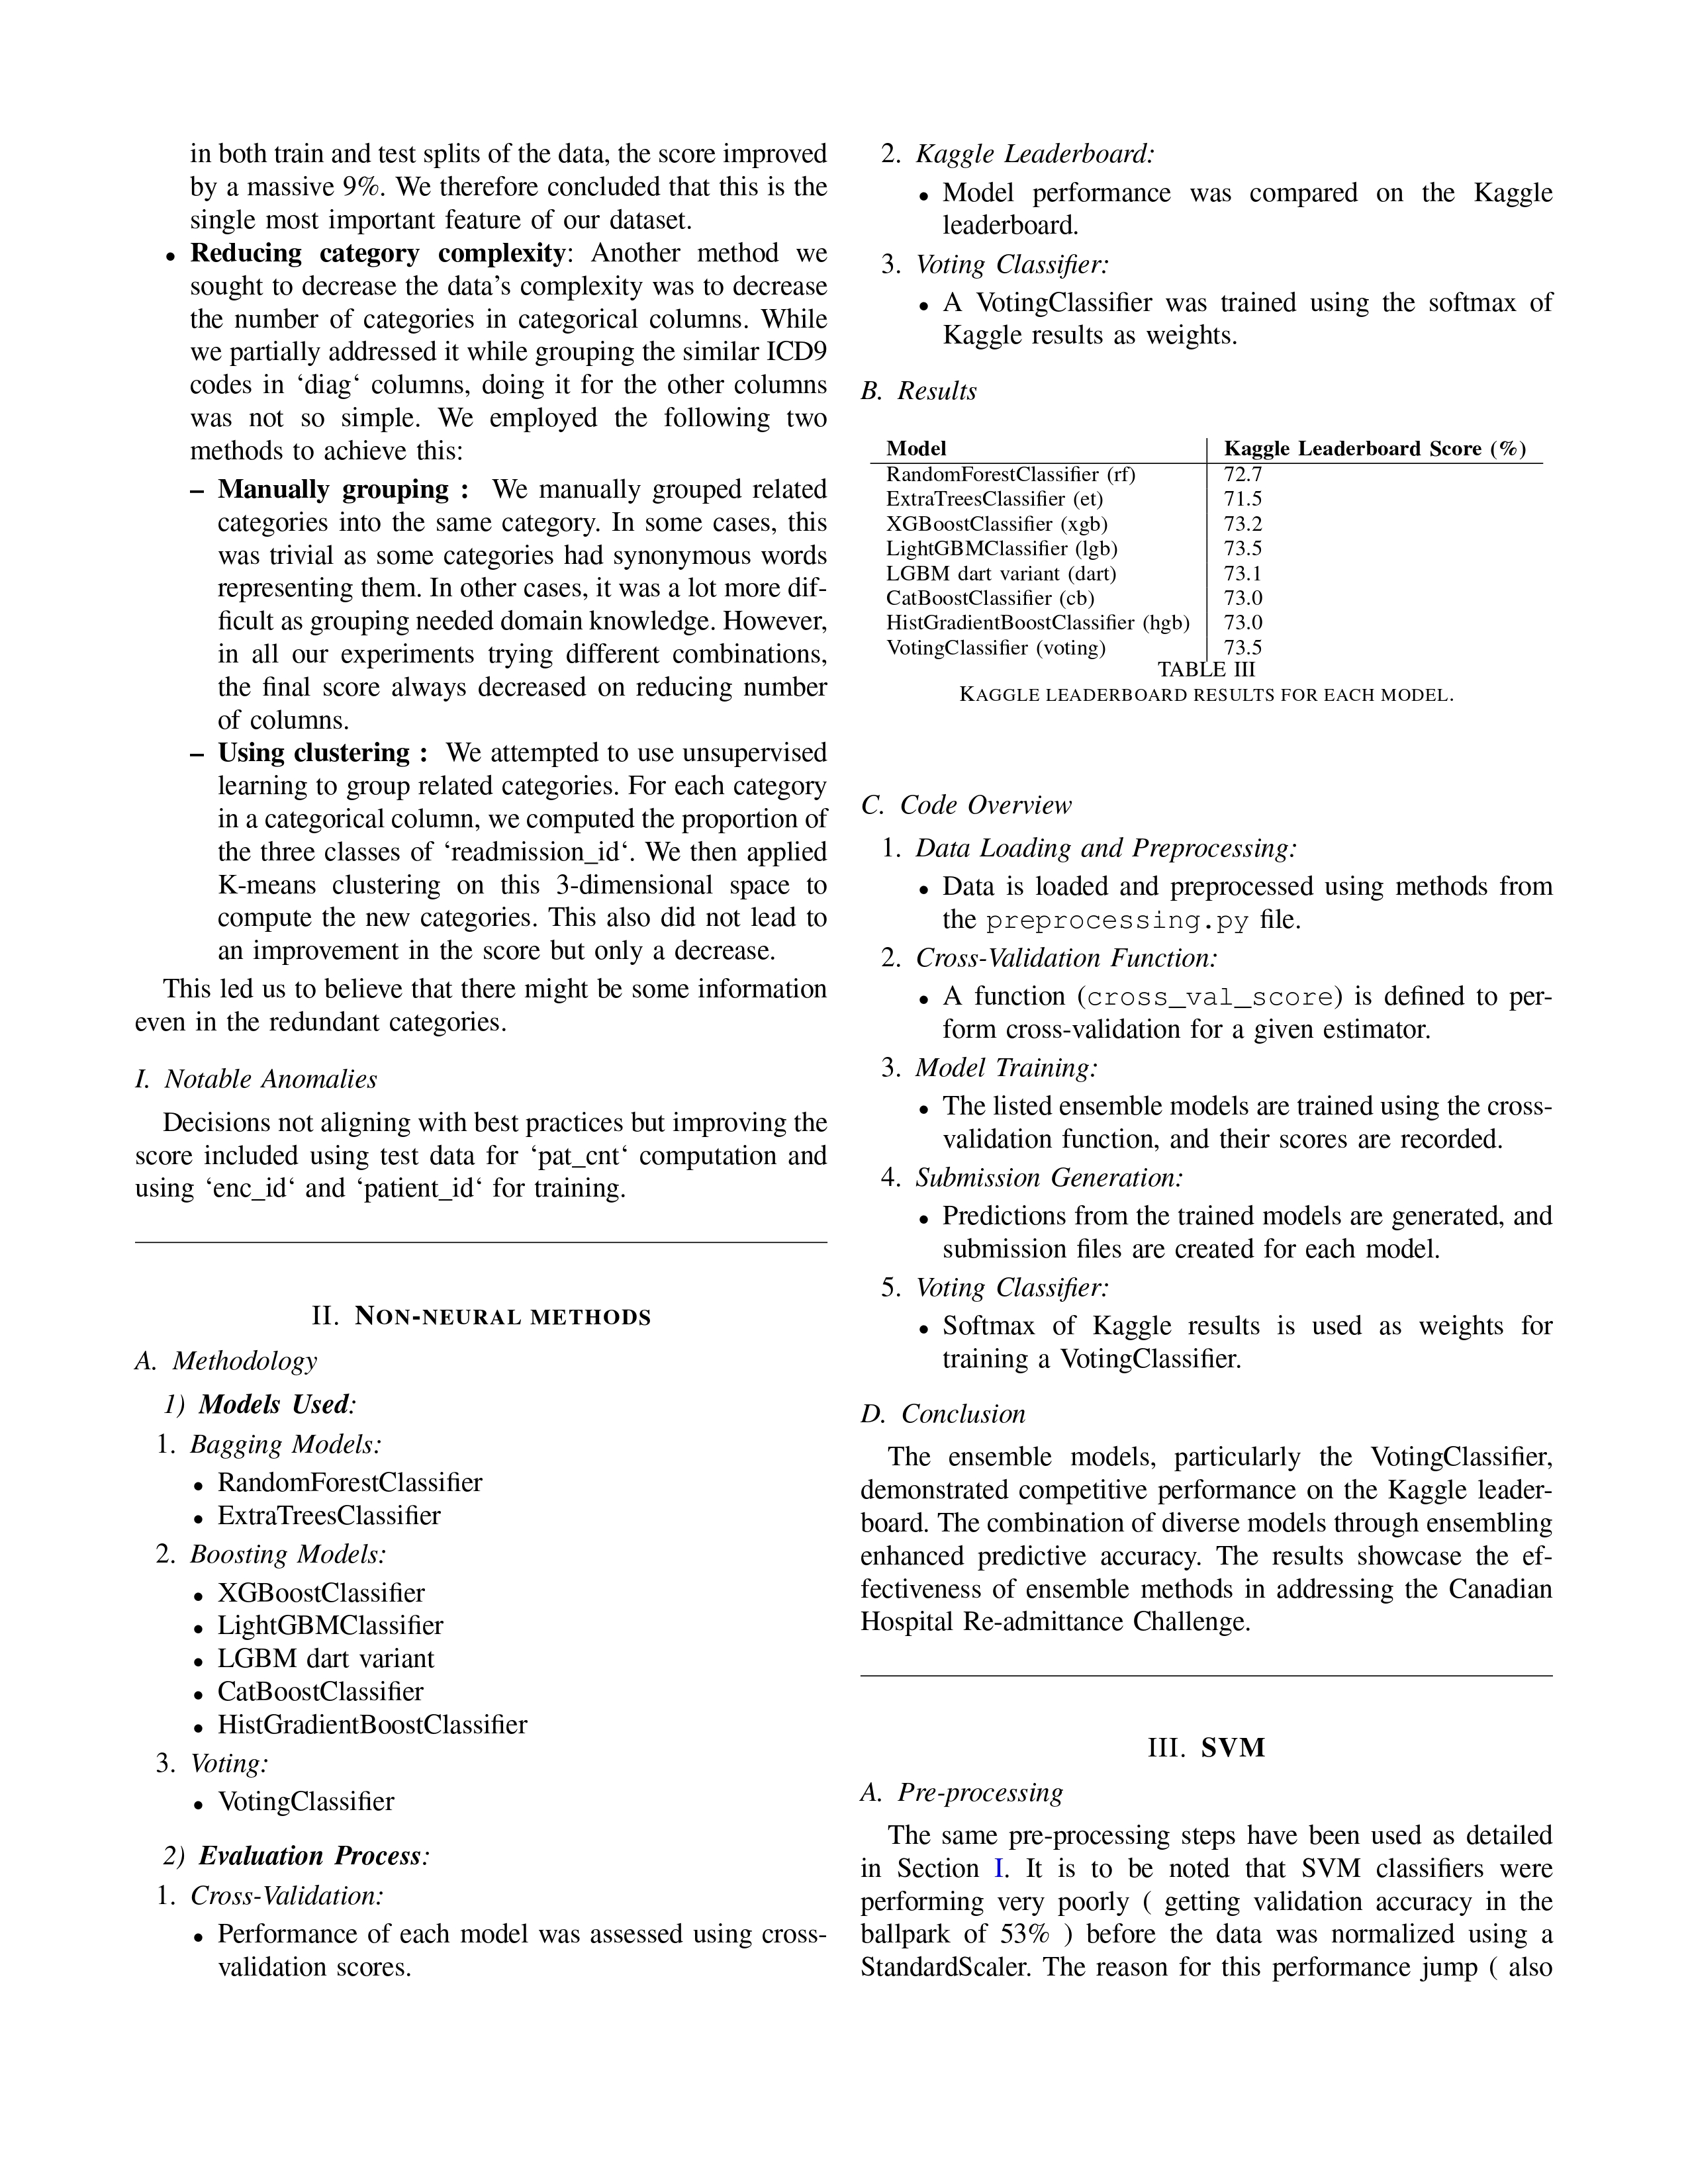 in both train and test splits of the data, the score improved
by a massive 9%. We therefore concluded that this is the
single most important feature of our dataset.
• Reducing category complexity: Another method we
sought to decrease the data's complexity was to decrease
the number of categories in categorical columns. While
we partially addressed it while grouping the similar ICD9
codes in ‘diag‘ columns, doing it for the other columns
was not so simple. We employed the following two
methods to achieve this:
– Manually grouping : We manually grouped related
categories into the same category. In some cases, this
was trivial as some categories had synonymous words
representing them. In other cases, it was a lot more dif-
ficult as grouping needed domain knowledge. However,
in all our experiments trying different combinations,
the final score always decreased on reducing number
of columns.
– Using clustering : We attempted to use unsupervised
learning to group related categories. For each category
in a categorical column, we computed the proportion of
the three classes of ‘readmission_id‘. We then applied
K-means clustering on this 3-dimensional space to
compute the new categories. This also did not lead to
an improvement in the score but only a decrease.
This led us to believe that there might be some information
even in the redundant categories.
I. Notable Anomalies
Decisions not aligning with best practices but improving the
score included using test data for ‘pat_cnt‘ computation and
using ‘enc_id‘ and ‘patient_id‘ for training.
II. NON-NEURAL METHODS
A. Methodology
1) Models Used:
1. Bagging Models:
• RandomForestClassifier
• ExtraTreesClassifier
2. Boosting Models:
• XGBoostClassifier
• LightGBMClassifier
• LGBM dart variant
• CatBoostClassifier
• HistGradientBoostClassifier
3. Voting:
• VotingClassifier
2) Evaluation Process:
1. Cross-Validation:
• Performance of each model was assessed using cross-
validation scores.
2. Kaggle Leaderboard:
• Model performance was compared on the Kaggle
leaderboard.
3. Voting Classifier:
• A VotingClassifier was trained using the softmax of
Kaggle results as weights.
B. Results
Model Kaggle Leaderboard Score (%)
RandomForestClassifier (rf) 72.7
ExtraTreesClassifier (et) 71.5
XGBoostClassifier (xgb) 73.2
LightGBMClassifier (lgb) 73.5
LGBM dart variant (dart) 73.1
CatBoostClassifier (cb) 73.0
HistGradientBoostClassifier (hgb) 73.0
VotingClassifier (voting) 73.5
TABLE III
KAGGLE LEADERBOARD RESULTS FOR EACH MODEL.
C. Code Overview
1. Data Loading and Preprocessing:
• Data is loaded and preprocessed using methods from
the preprocessing.py file.
2. Cross-Validation Function:
• A function (cross_val_score) is defined to per-
form cross-validation for a given estimator.
3. Model Training:
• The listed ensemble models are trained using the cross-
validation function, and their scores are recorded.
4. Submission Generation:
• Predictions from the trained models are generated, and
submission files are created for each model.
5. Voting Classifier:
• Softmax of Kaggle results is used as weights for
training a VotingClassifier.
D. Conclusion
The ensemble models, particularly the VotingClassifier,
demonstrated competitive performance on the Kaggle leader-
board. The combination of diverse models through ensembling
enhanced predictive accuracy. The results showcase the ef-
fectiveness of ensemble methods in addressing the Canadian
Hospital Re-admittance Challenge.
III. SVM
A. Pre-processing
The same pre-processing steps have been used as detailed
in Section I. It is to be noted that SVM classifiers were
performing very poorly ( getting validation accuracy in the
ballpark of 53% ) before the data was normalized using a
StandardScaler. The reason for this performance jump ( also